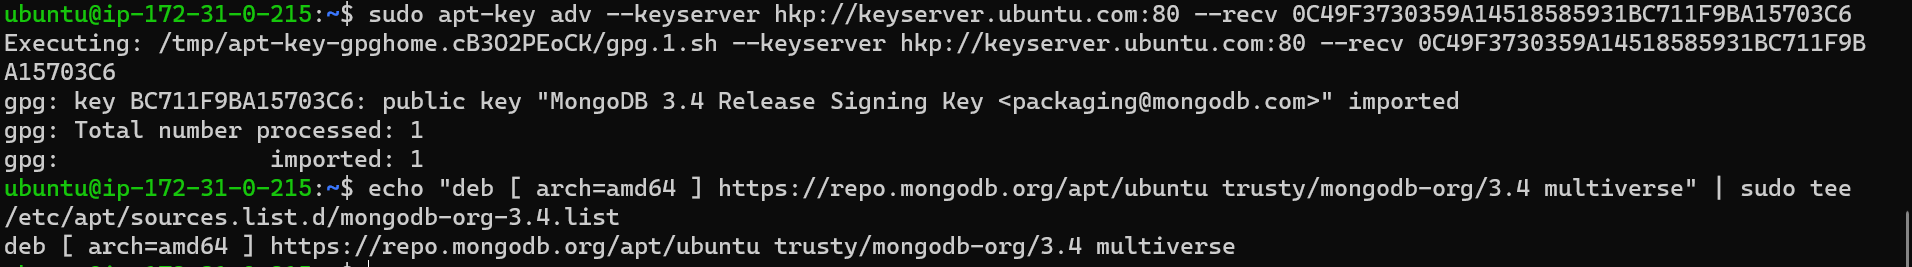 ubuntu@ip-172-31-0-215:~$ sudo apt-key adv --keyserver hkp://keyserver.ubuntu.com:80 --recv 0C49F3730359A14518585931BC711F9BA15703C6
Executing: /tmp/apt-key-gpghome.cB3O2PEoCK/gpg.1.sh --keyserver hkp://keyserver.ubuntu.com:80 --recv 0C49F3730359A14518585931BC711F9B
A15703C6
gpg: key BC711F9BA15703C6: public key "MongoDB 3.4 Release Signing Key <packaging@mongodb.com>" imported
gpg: Total number processed: 1
gpg:               imported: 1
ubuntu@ip-172-31-0-215:~$ echo "deb [ arch=amd64 ] https://repo.mongodb.org/apt/ubuntu trusty/mongodb-org/3.4 multiverse" | sudo tee
/etc/apt/sources.list.d/mongodb-org-3.4.list
deb [ arch=amd64 ] https://repo.mongodb.org/apt/ubuntu trusty/mongodb-org/3.4 multiverse